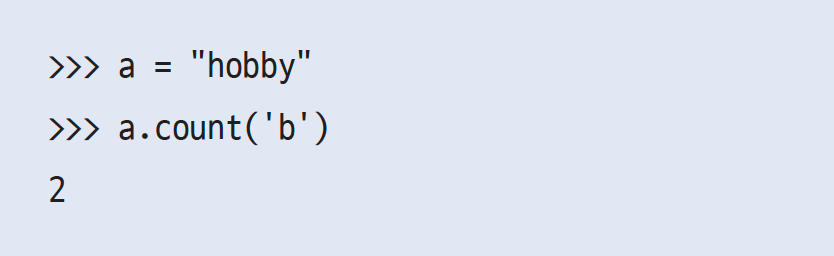 >>> a = "hobby"
>>> a.count('b')
2